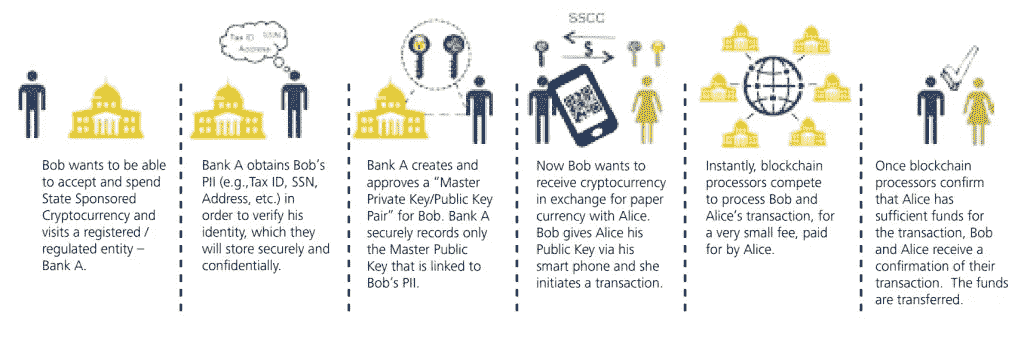 Tax ID SSN
Address
SSCC
$
Bob wants to be able
to accept and spend
State Sponsored
Cryptocurrency and
visits a registered /
regulated entity –
Bank A.
Bank A obtains Bob's
PII (e.g.,Tax ID, SSN,
Address, etc.) in
order to verify his
identity, which they
will store securely and
confidentially.
Bank A creates and
approves a “Master
Private Key/Public Key
Pair” for Bob. Bank A
securely records only
the Master Public
Key that is linked to
Bob's PII.
Now Bob wants to
receive cryptocurrency
in exchange for paper
currency with Alice.
Bob gives Alice his
Public Key via his
smart phone and she
initiates a transaction.
Instantly, blockchain
processors compete
to process Bob and
Alice's transaction, for
a very small fee, paid
for by Alice.
Once blockchain
processors confirm
that Alice has
sufficient funds for
the transaction, Bob
and Alice receive a
confirmation of their
transaction.  The funds
are transferred.